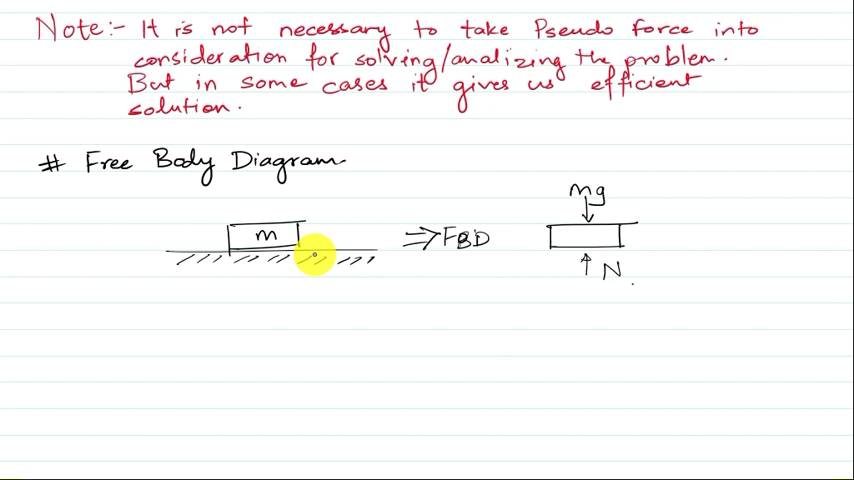 Note:- It is not necessary to take Pseudo force into
consideration for solving/analizing the problem.
But in some cases it gives us efficient
solution.
# Free Body Diagram
mg
m
⇒ FBD
↑ N